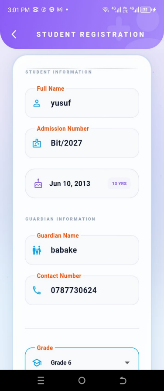 3:01 PM
STUDENT REGISTRATION
STUDENT INFORMATION
Full Name
yusuf
Admission Number
Bit/2027
Jun 10, 2013
13 YRS
GUARDIAN INFORMATION
Guardian Name
babake
Contact Number
0787730624
Grade
Grade 6